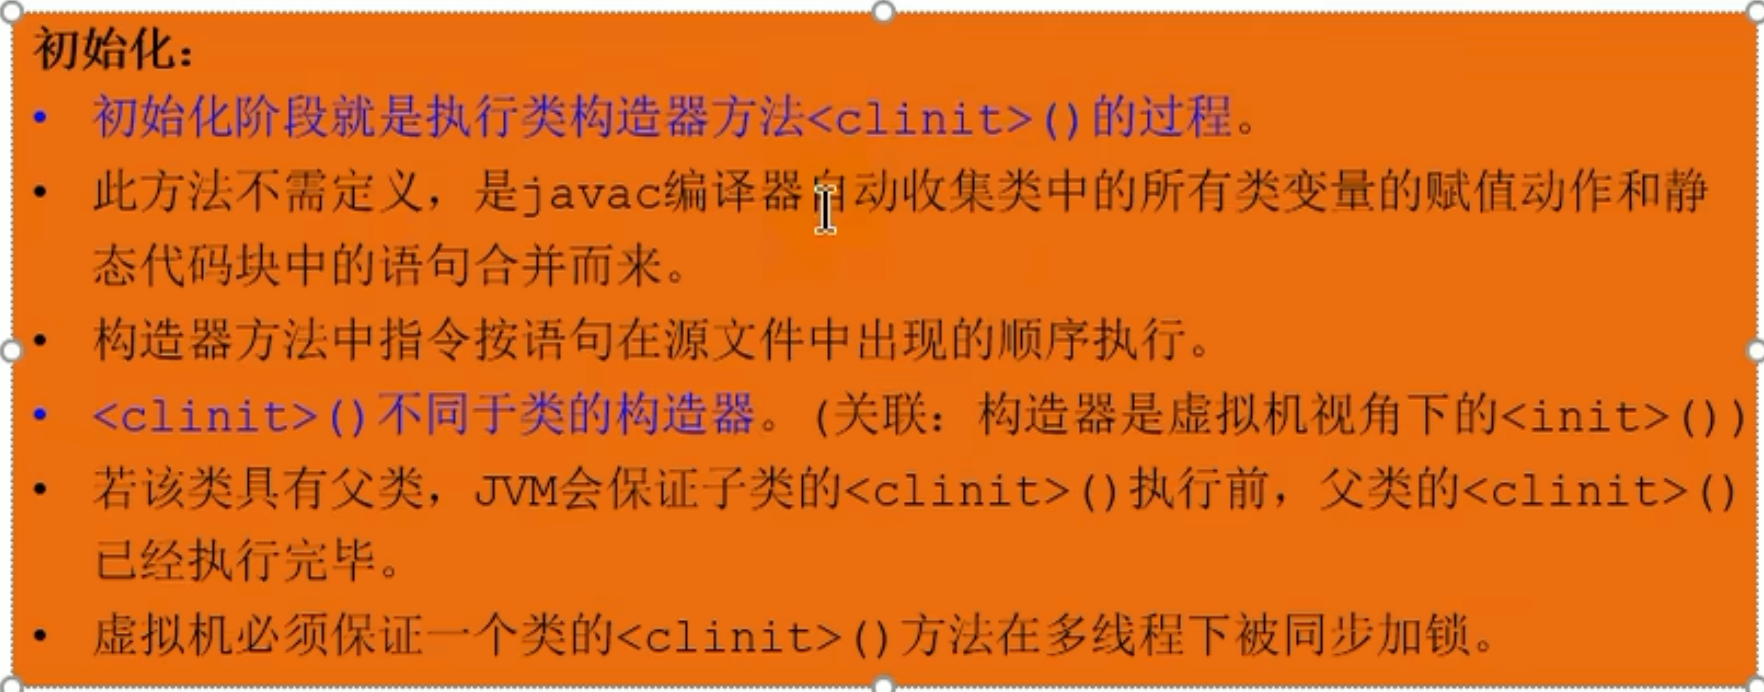 初始化：
• 初始化阶段就是执行类构造器方法<clinit>()的过程。
• 此方法不需定义，是javac编译器自动收集类中的所有类变量的赋值动作和静
态代码块中的语句合并而来。
• 构造器方法中指令按语句在源文件中出现的顺序执行。
• <clinit>()不同于类的构造器。(关联：构造器是虚拟机视角下的<init>())
• 若该类具有父类，JVM会保证子类的<clinit>()执行前，父类的<clinit>()
已经执行完毕。
• 虚拟机必须保证一个类的<clinit>()方法在多线程下被同步加锁。